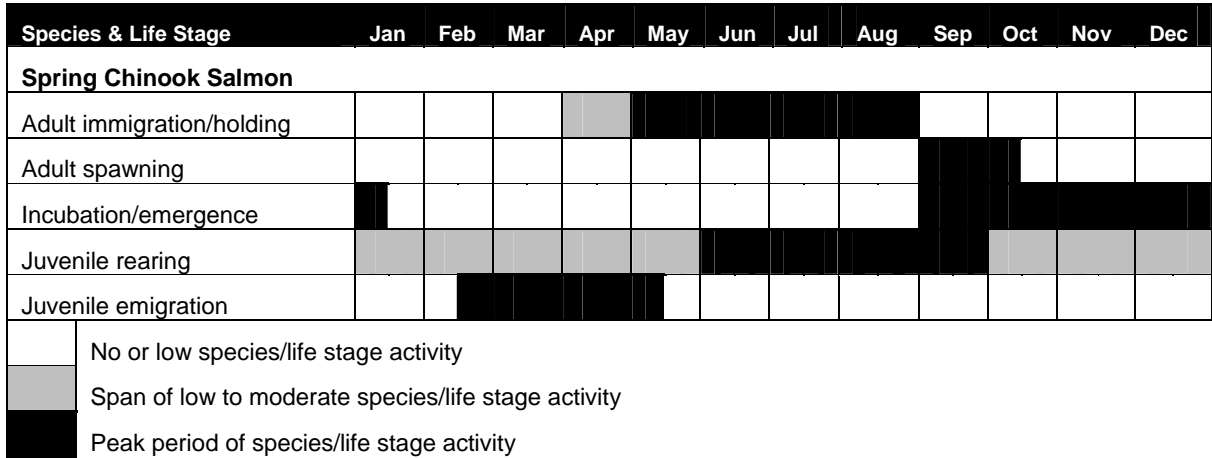 Species & Life Stage Jan Feb Mar Apr May Jun Jul Aug Sep Oct Nov Dec
Spring Chinook Salmon
Adult immigration/holding
Adult spawning
Incubation/emergence
Juvenile rearing
Juvenile emigration
No or low species/life stage activity
Span of low to moderate species/life stage activity
Peak period of species/life stage activity